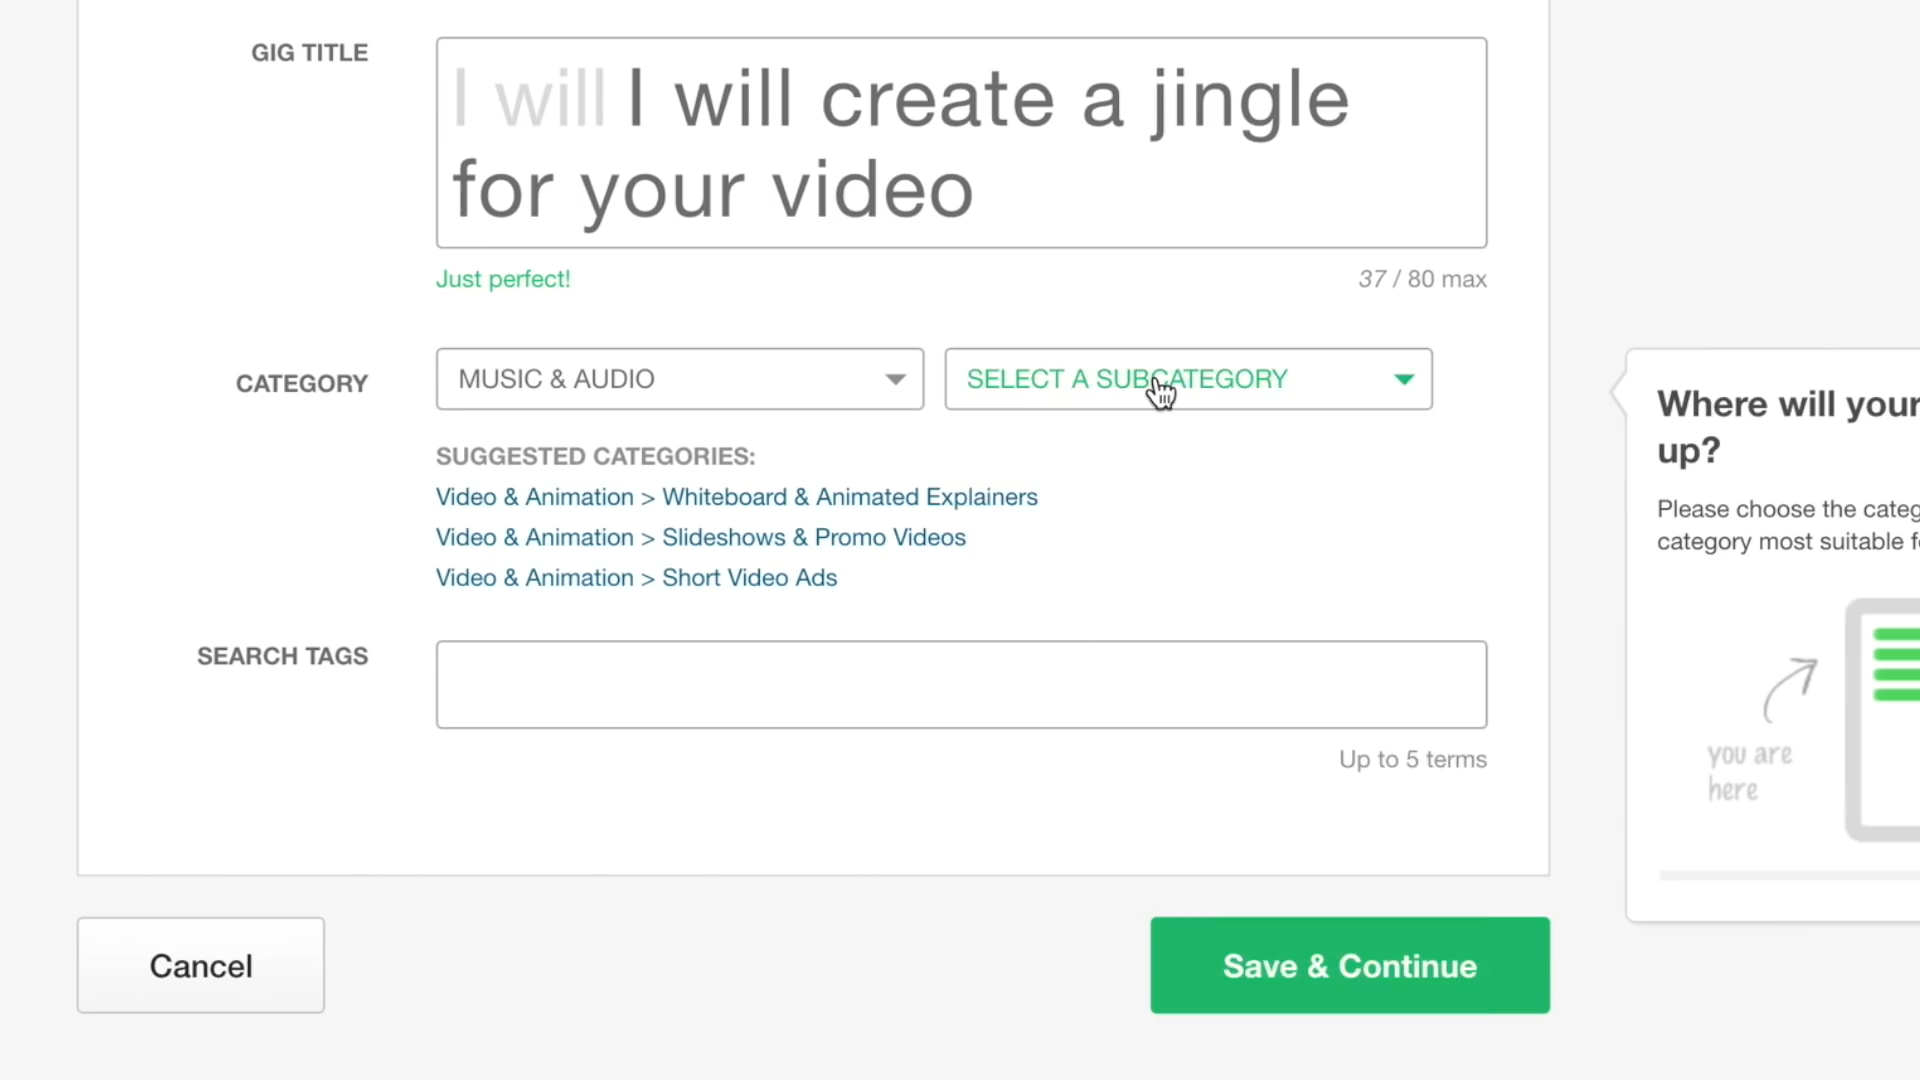 GIG TITLE
I will I will create a jingle
for your video
Just perfect!
37 / 80 max
CATEGORY
MUSIC & AUDIO
SELECT A SUBCATEGORY
SUGGESTED CATEGORIES:
Video & Animation > Whiteboard & Animated Explainers
Video & Animation > Slideshows & Promo Videos
Video & Animation > Short Video Ads
SEARCH TAGS
Up to 5 terms
Cancel
Save & Continue
Where will your
up?
Please choose the categ
category most suitable f
you are
here